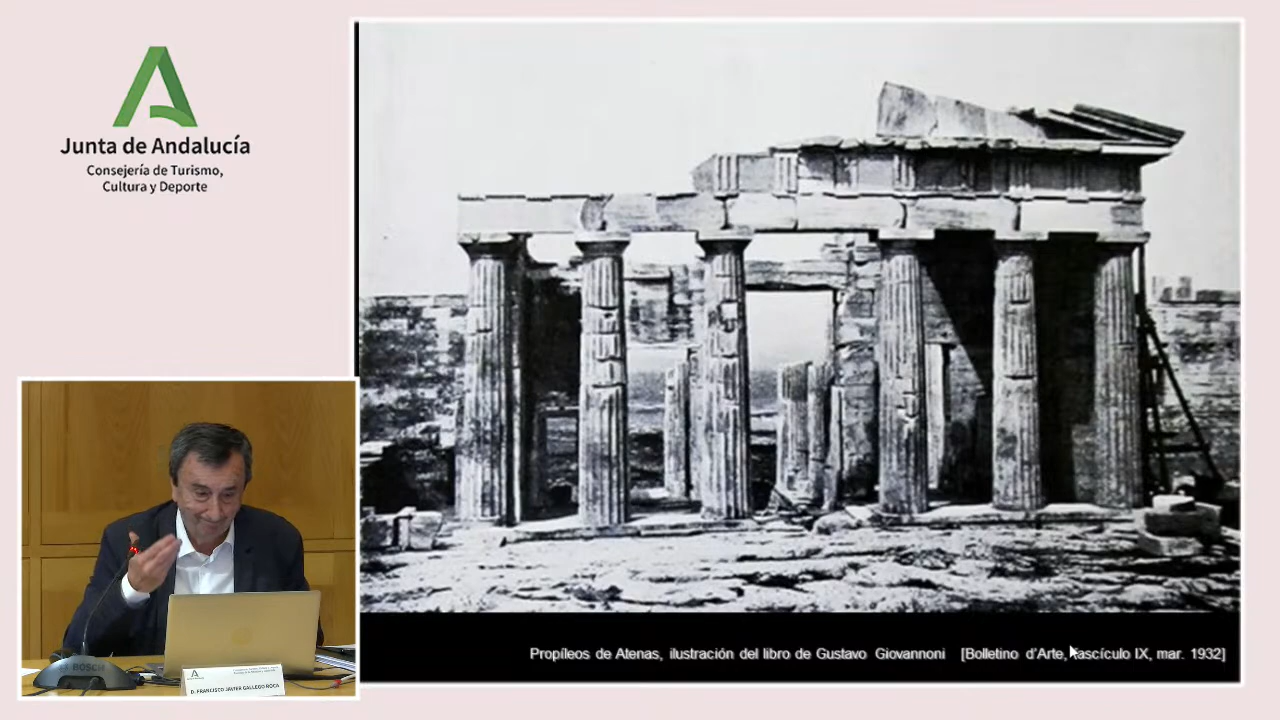 Junta de Andalucía
Consejería de Turismo,
Cultura y Deporte
BOSCH
D. FRANCISCO JAVIER GALLEGO ROCA
Propíleos de Atenas, ilustración del libro de Gustavo Giovannoni [Bolletino d'Arte, fascículo IX, mar. 1932]